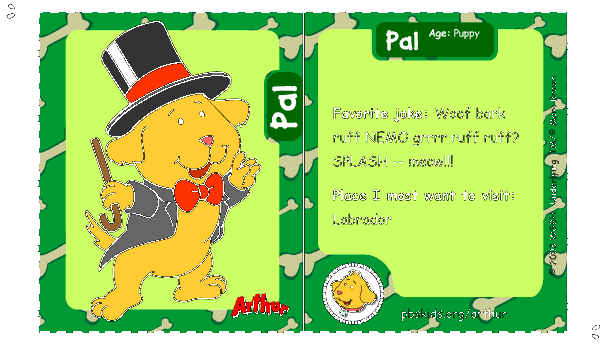 Pal
Arthur
Pal Age: Puppy
Favorite joke: Woof bark
ruff NEMO grrrr ruff ruff?
SPLASH -- meow!!
Place I most want to visit:
Labrador
pbskids.org/arthur